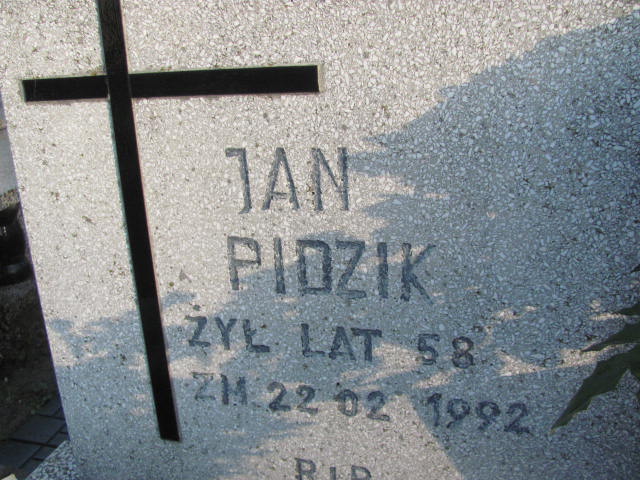 JAN
PIDZIK
ŻYŁ LAT 58
ZM. 22 02 1992
R.I.P.